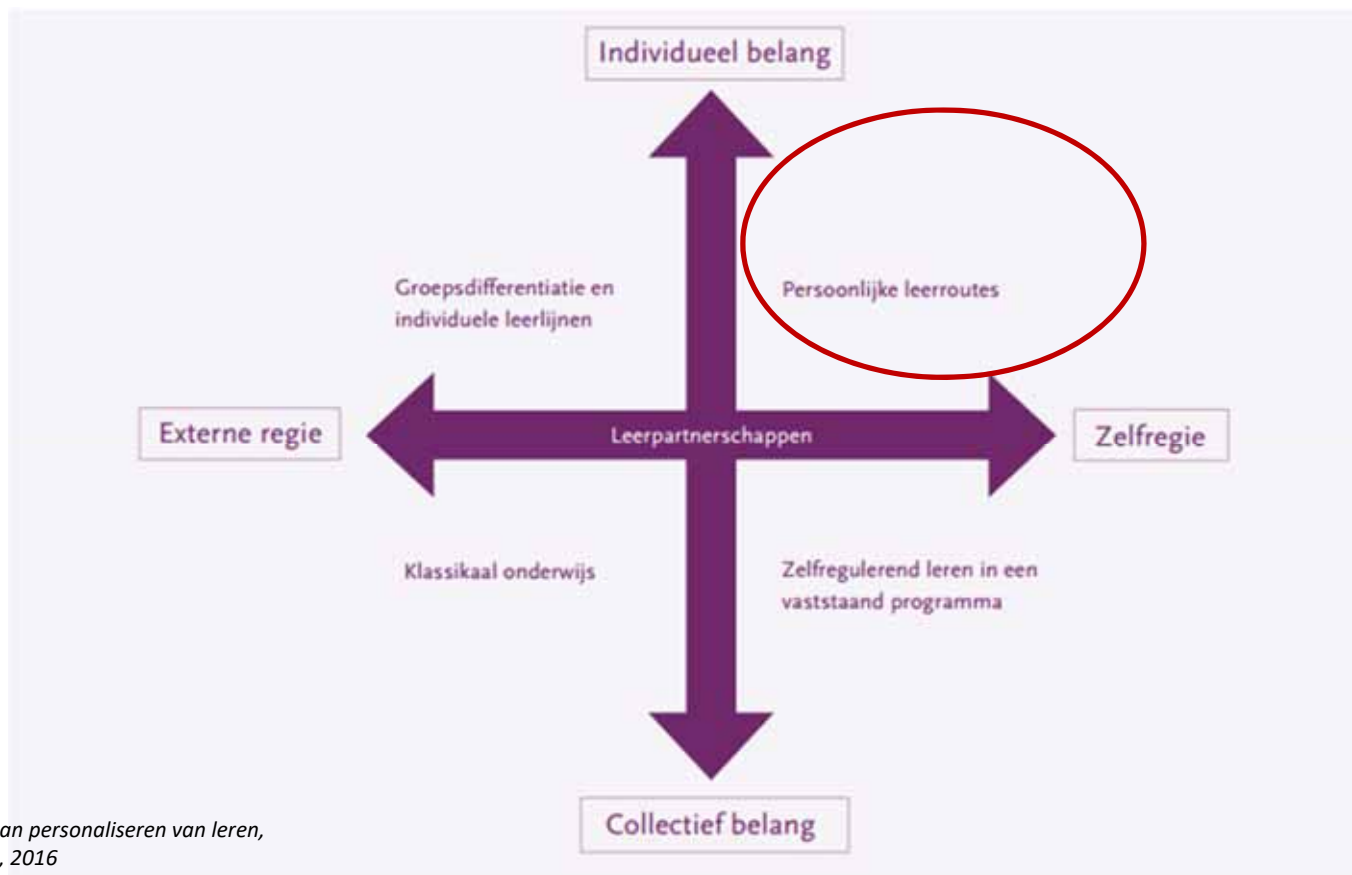 Individueel belang
Groepsdifferentiatie en
individuele leerlijnen
Persoonlijke leerroutes
Externe regie
Leerpartnerschappen
Zelfregie
Klassikaal onderwijs
Zelfregulerend leren in een
vaststaand programma
Collectief belang
an personaliseren van leren,
, 2016